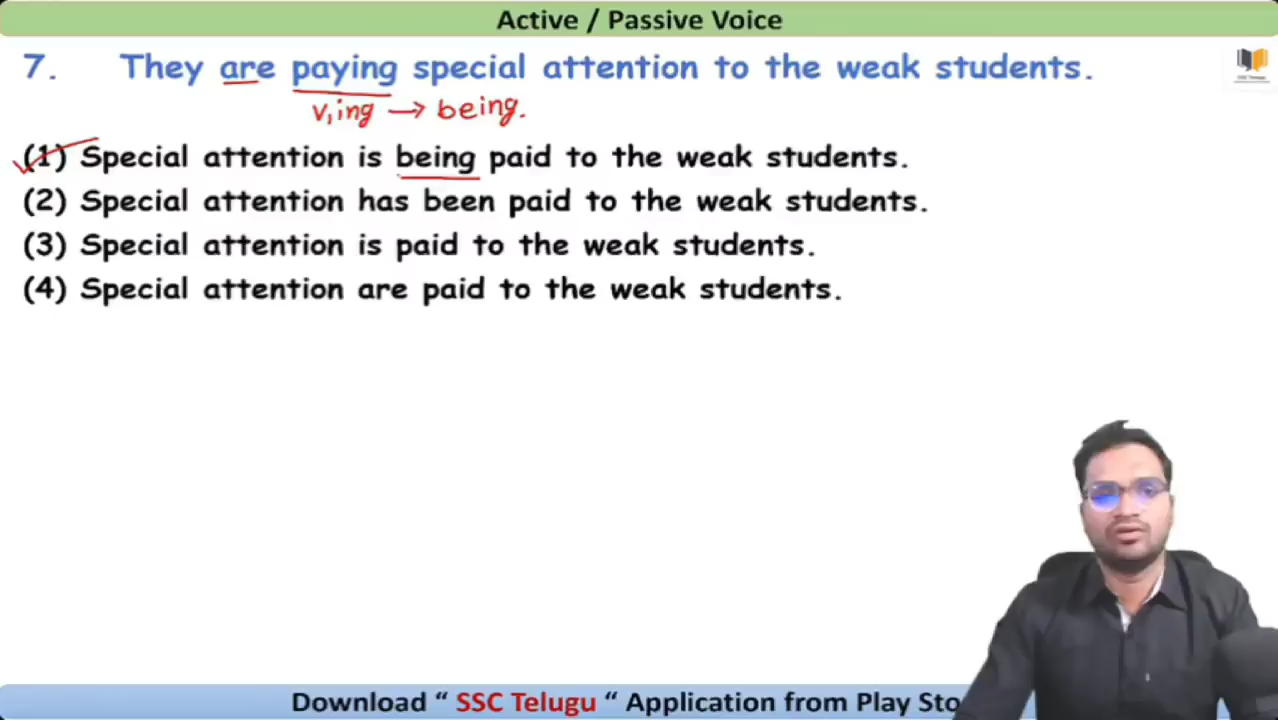 Active / Passive Voice
7. They are paying special attention to the weak students.
v,ing → being.
(1) Special attention is being paid to the weak students.
(2) Special attention has been paid to the weak students.
(3) Special attention is paid to the weak students.
(4) Special attention are paid to the weak students.
SSC Telugu
Download “ SSC Telugu “ Application from Play Sto